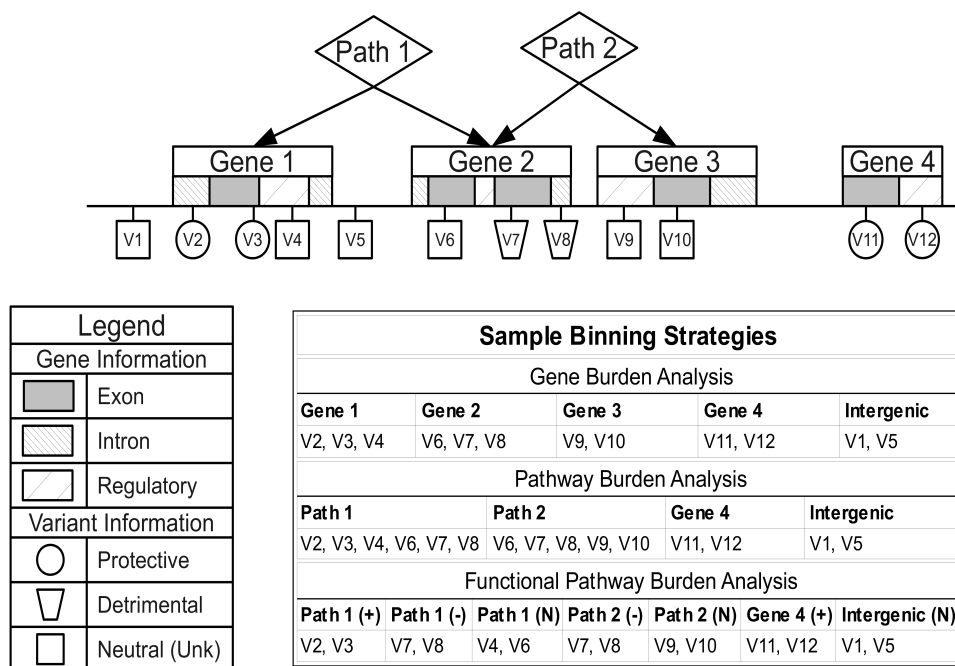 Path 1 Path 2
Gene 1 Gene 2 Gene 3 Gene 4
V1 V2 V3 V4 V5 V6 V7 V8 V9 V10 V11 V12
Legend
Gene Information
Exon
Intron
Regulatory
Variant Information
Protective
Detrimental
Neutral (Unk)
Sample Binning Strategies
Gene Burden Analysis
Gene 1 Gene 2 Gene 3 Gene 4 Intergenic
V2, V3, V4 V6, V7, V8 V9, V10 V11, V12 V1, V5
Pathway Burden Analysis
Path 1 Path 2 Gene 4 Intergenic
V2, V3, V4, V6, V7, V8 V6, V7, V8, V9, V10 V11, V12 V1, V5
Functional Pathway Burden Analysis
Path 1 (+) Path 1 (-) Path 1 (N) Path 2 (-) Path 2 (N) Gene 4 (+) Intergenic (N)
V2, V3 V7, V8 V4, V6 V7, V8 V9, V10 V11, V12 V1, V5